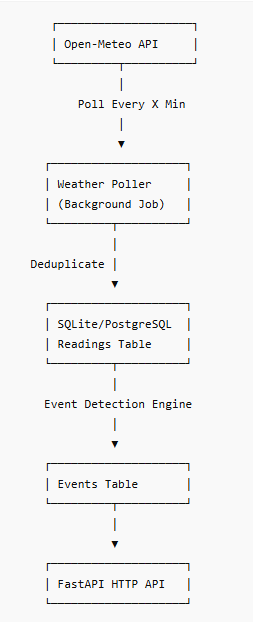 Open-Meteo API
Poll Every X Min
Weather Poller
(Background Job)
Deduplicate
SQLite/PostgreSQL
Readings Table
Event Detection Engine
Events Table
FastAPI HTTP API